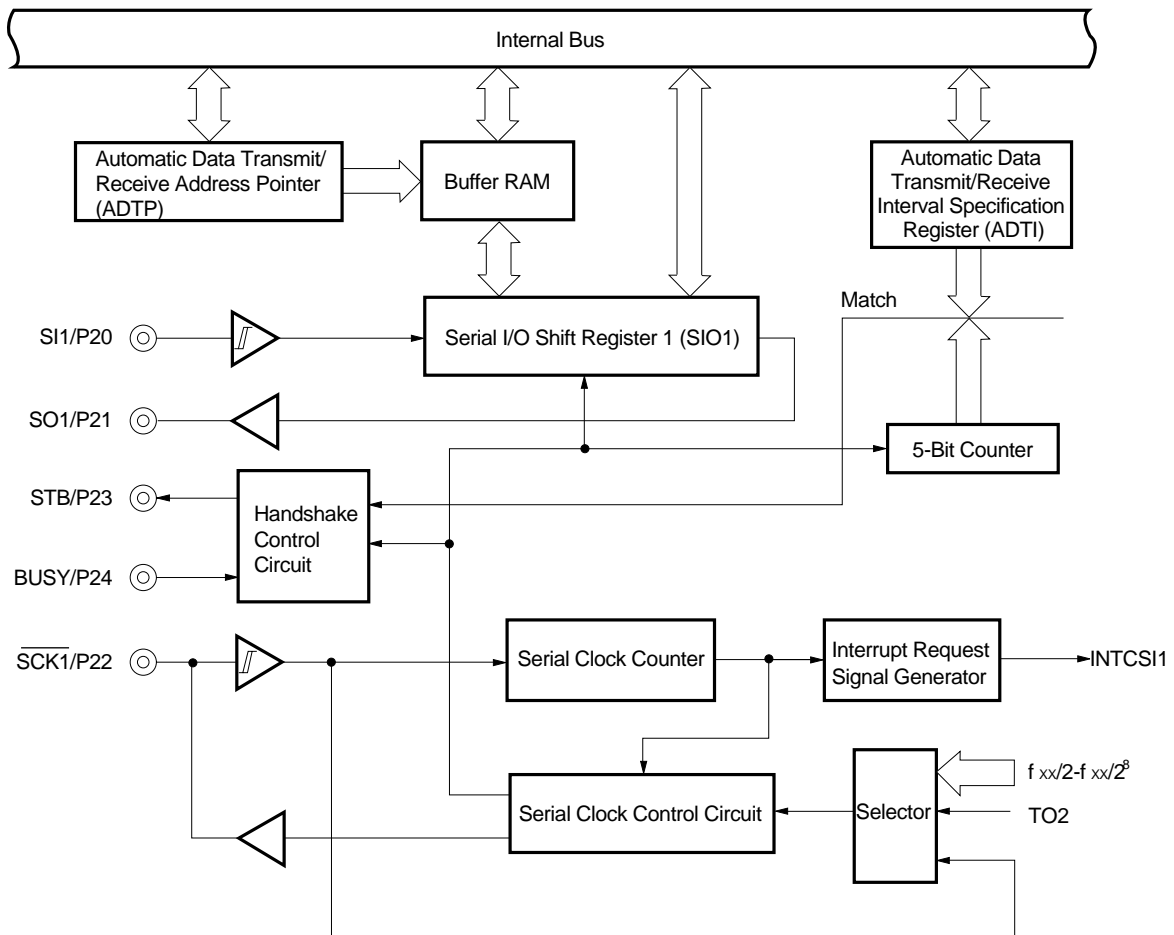 Internal Bus
Automatic Data Transmit/
Receive Address Pointer
(ADTP)
Buffer RAM
Automatic Data
Transmit/Receive
Interval Specification
Register (ADTI)
Match
SI1/P20
Serial I/O Shift Register 1 (SIO1)
SO1/P21
5-Bit Counter
STB/P23
Handshake
Control
Circuit
BUSY/P24
SCK1/P22
Serial Clock Counter
Interrupt Request
Signal Generator
INTCSI1
f xx/2-f xx/2⁸
Serial Clock Control Circuit
Selector
TO2